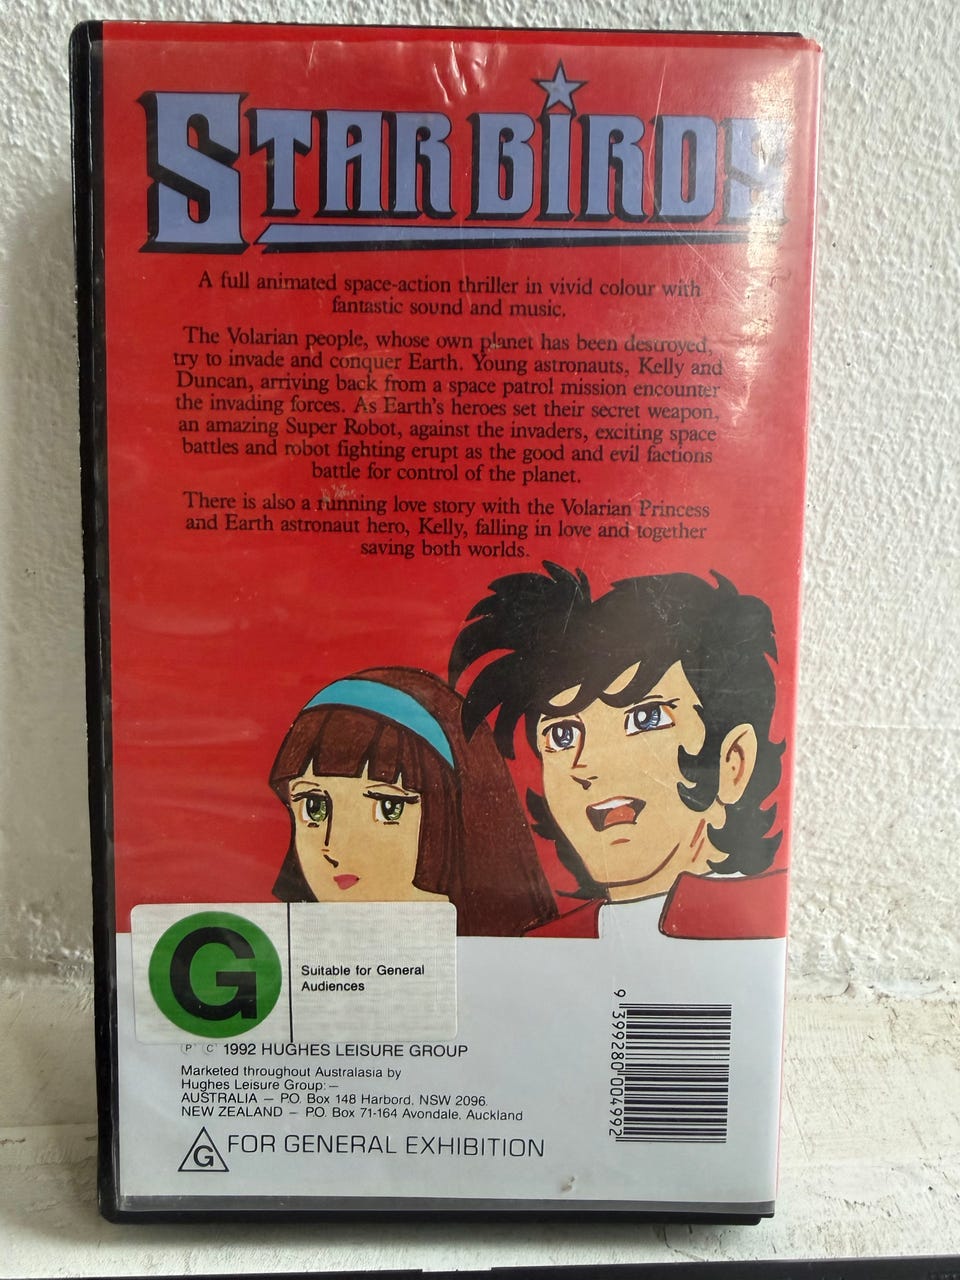 STAR BIRDS
A full animated space-action thriller in vivid colour with
fantastic sound and music.
The Volarian people, whose own planet has been destroyed,
try to invade and conquer Earth. Young astronauts, Kelly and
Duncan, arriving back from a space patrol mission encounter
the invading forces. As Earth's heroes set their secret weapon,
an amazing Super Robot, against the invaders, exciting space
battles and robot fighting erupt as the good and evil factions
battle for control of the planet.
There is also a running love story with the Volarian Princess
and Earth astronaut hero, Kelly, falling in love and together
saving both worlds.
G
Suitable for General
Audiences
Ⓟ Ⓒ 1992 HUGHES LEISURE GROUP
Marketed throughout Australasia by
Hughes Leisure Group:—
AUSTRALIA — P.O. Box 148 Harbord, NSW 2096.
NEW ZEALAND — P.O. Box 71-164 Avondale, Auckland
G FOR GENERAL EXHIBITION
9 399280 004992